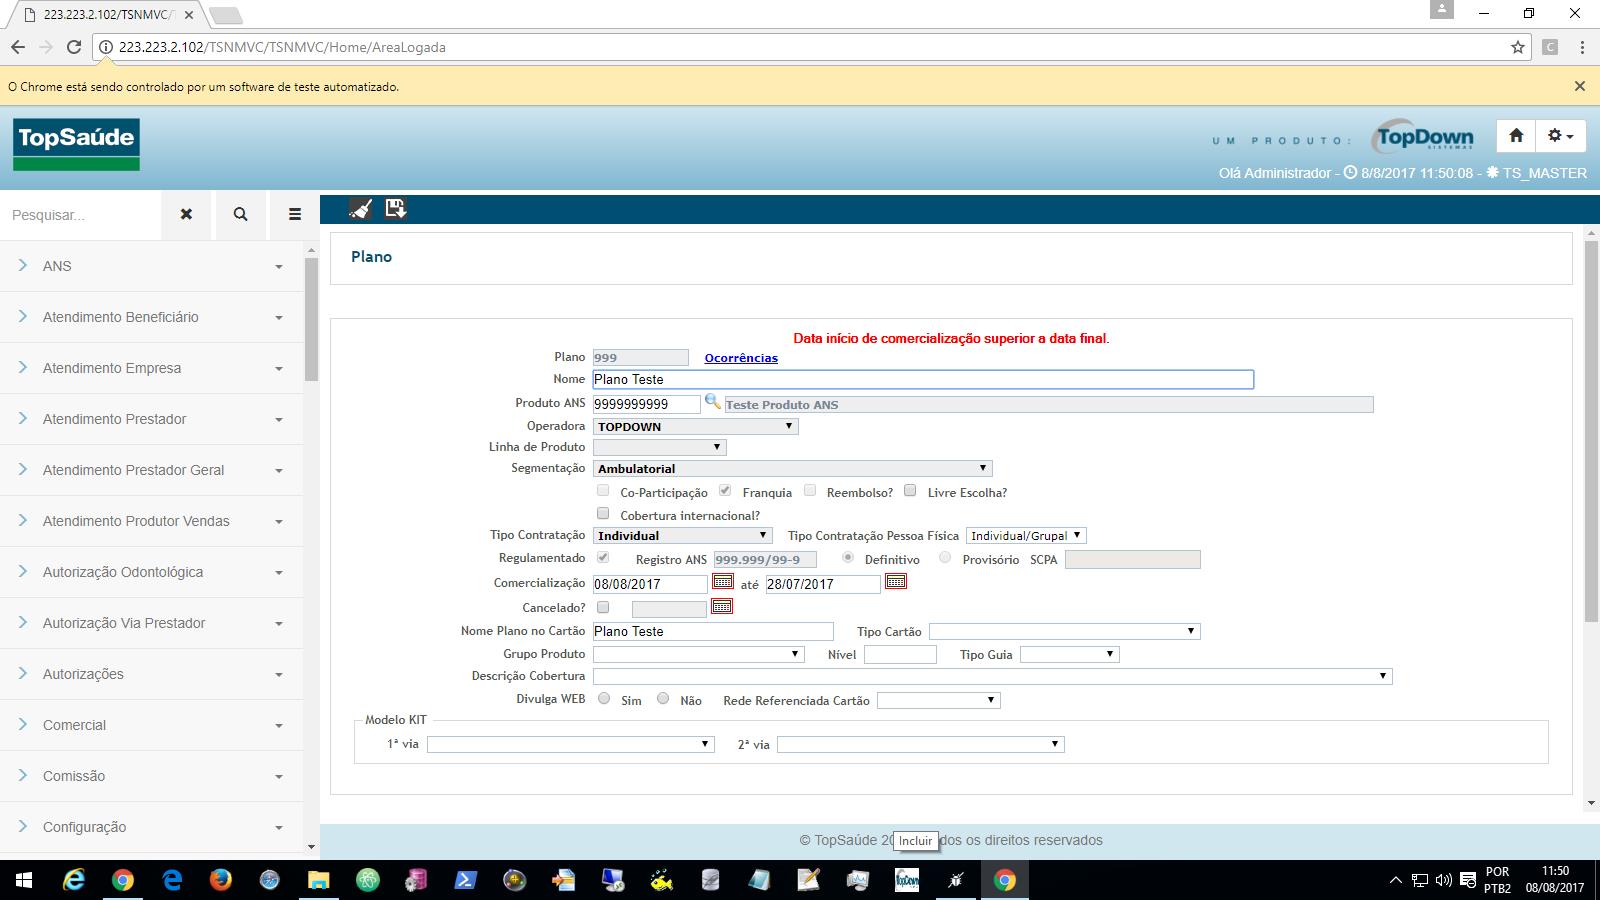 223.223.2.102/TSNMVC/T
223.223.2.102/TSNMVC/TSNMVC/Home/AreaLogada
C
O Chrome está sendo controlado por um software de teste automatizado.
TopSaúde
UM PRODUTO:
TopDown
SISTEMAS
Olá Administrador - 8/8/2017 11:50:08 - TS_MASTER
Pesquisar...
ANS
Atendimento Beneficiário
Atendimento Empresa
Atendimento Prestador
Atendimento Prestador Geral
Atendimento Produtor Vendas
Autorização Odontológica
Autorização Via Prestador
Autorizações
Comercial
Comissão
Configuração
Plano
Data início de comercialização superior a data final.
Plano 999 Ocorrências
Nome Plano Teste
Produto ANS 9999999999 Teste Produto ANS
Operadora TOPDOWN
Linha de Produto
Segmentação Ambulatorial
Co-Participação Franquia Reembolso? Livre Escolha?
Cobertura internacional?
Tipo Contratação Individual Tipo Contratação Pessoa Física Individual/Grupal
Regulamentado Registro ANS 999.999/99-9 Definitivo Provisório SCPA
Comercialização 08/08/2017 até 28/07/2017
Cancelado?
Nome Plano no Cartão Plano Teste Tipo Cartão
Grupo Produto Nível Tipo Guia
Descrição Cobertura
Divulga WEB Sim Não Rede Referenciada Cartão
Modelo KIT
1ª via 2ª via
© TopSaúde 20 dos os direitos reservados
Incluir
TopDown
POR
PTB2
11:50
08/08/2017